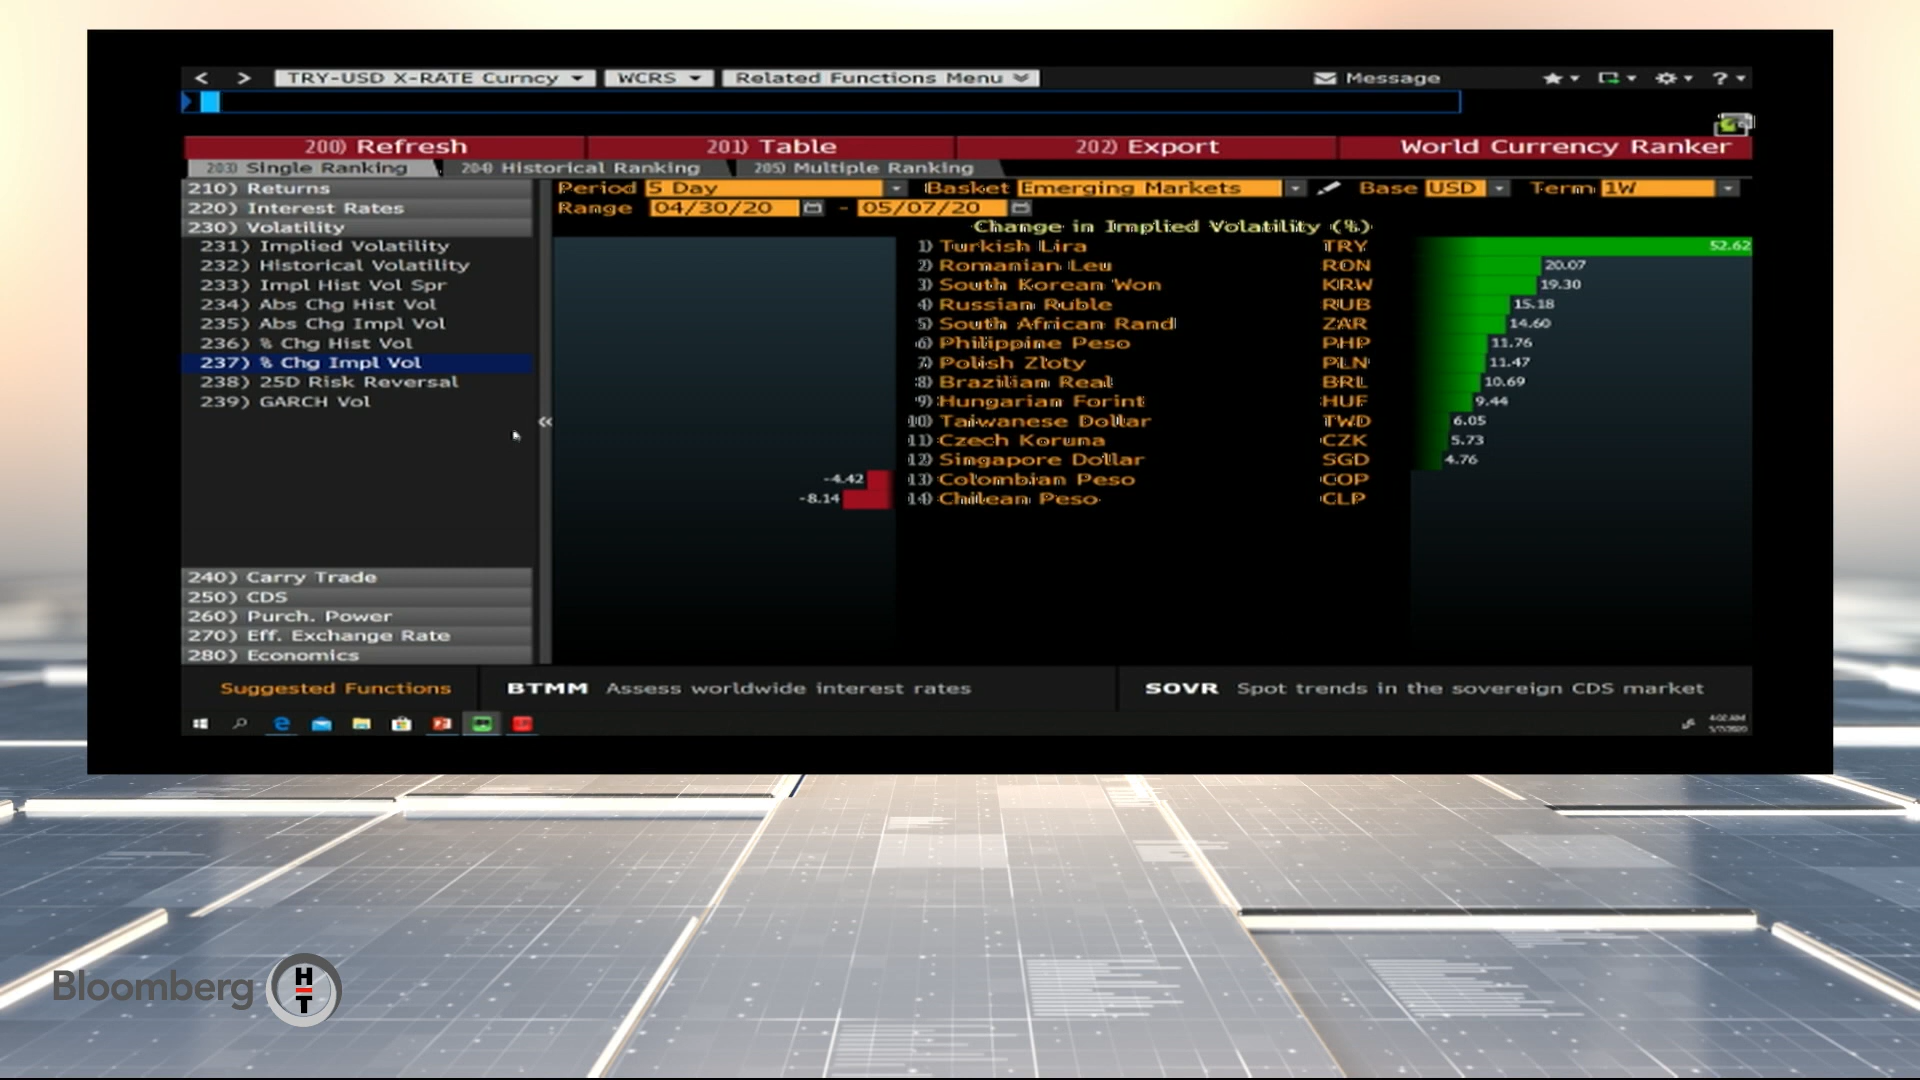 < > TRY-USD X-RATE Curncy WCRS Related Functions Menu Message ?
200) Refresh 201) Table 202) Export World Currency Ranker
203) Single Ranking 204) Historical Ranking 205) Multiple Ranking
210) Returns Period 5 Day Basket Emerging Markets Base USD Term 1W
220) Interest Rates Range 04/30/20 - 05/07/20
230) Volatility Change in Implied Volatility (%)
231) Implied Volatility 1) Turkish Lira TRY 52.62
232) Historical Volatility 2) Romanian Leu RON 20.07
233) Impl Hist Vol Spr 3) South Korean Won KRW 19.30
234) Abs Chg Hist Vol 4) Russian Ruble RUB 15.18
235) Abs Chg Impl Vol 5) South African Rand ZAR 14.60
236) % Chg Hist Vol 6) Philippine Peso PHP 11.76
237) % Chg Impl Vol 7) Polish Zloty PLN 11.47
238) 25D Risk Reversal 8) Brazilian Real BRL 10.69
239) GARCH Vol 9) Hungarian Forint HUF 9.44
« 10) Taiwanese Dollar TWD 6.05
11) Czech Koruna CZK 5.73
12) Singapore Dollar SGD 4.76
-4.42 13) Colombian Peso COP
-8.14 14) Chilean Peso CLP
240) Carry Trade
250) CDS
260) Purch. Power
270) Eff. Exchange Rate
280) Economics
Suggested Functions BTMM Assess worldwide interest rates SOVR Spot trends in the sovereign CDS market
4:02 AM
Bloomberg HT